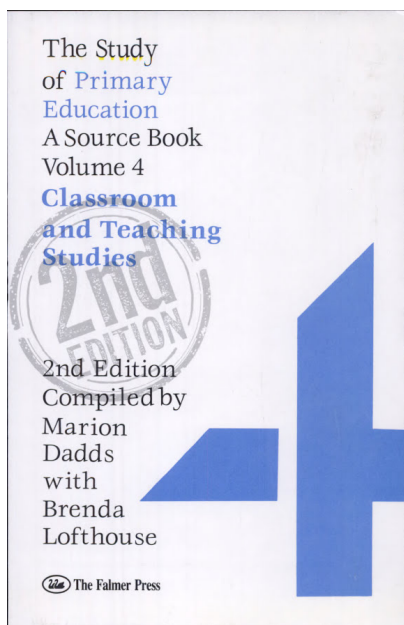 The Study
of Primary
Education
A Source Book
Volume 4
Classroom
and Teaching
Studies
2nd
EDITION
2nd Edition
Compiled by
Marion
Dadds
with
Brenda
Lofthouse
4
The Falmer Press